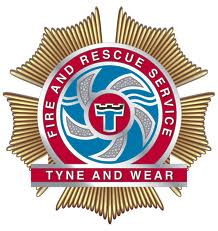 FIRE AND RESCUE SERVICE
TYNE AND WEAR